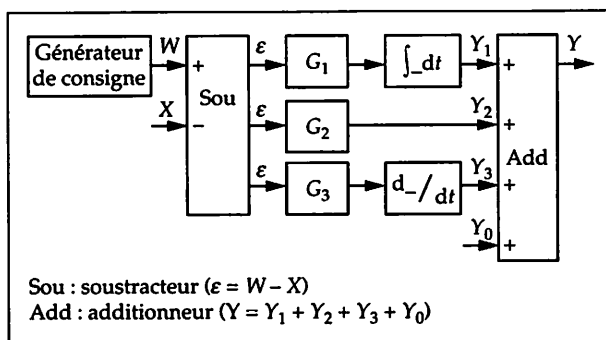 Générateur
de consigne
W
X
+
−
Sou
ε
G₁
∫_dt
Y₁
ε
G₂
Y₂
ε
G₃
d_/dt
Y₃
Y₀
+
+
+
+
Add
Y
Sou : soustracteur (ε = W − X)
Add : additionneur (Y = Y₁ + Y₂ + Y₃ + Y₀)